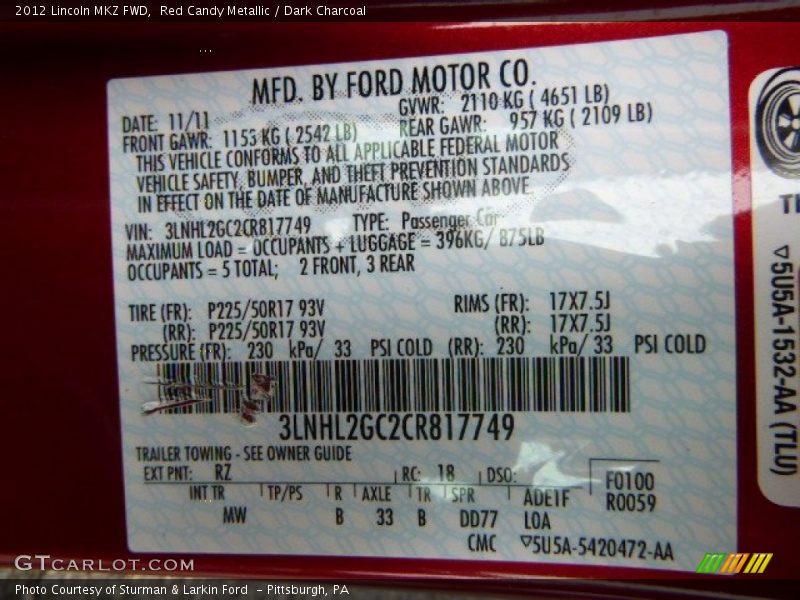 2012 Lincoln MKZ FWD,  Red Candy Metallic / Dark Charcoal
...
MFD. BY FORD MOTOR CO.
DATE: 11/11 GVWR: 2110 KG ( 4651 LB)
FRONT GAWR: 1153 KG ( 2542 LB) REAR GAWR: 957 KG ( 2109 LB)
THIS VEHICLE CONFORMS TO ALL APPLICABLE FEDERAL MOTOR
VEHICLE SAFETY, BUMPER, AND THEFT PREVENTION STANDARDS
IN EFFECT ON THE DATE OF MANUFACTURE SHOWN ABOVE
VIN: 3LNHL2GC2CR817749 TYPE: Passenger Car
MAXIMUM LOAD = OCCUPANTS + LUGGAGE = 396KG/ 875LB
OCCUPANTS = 5 TOTAL; 2 FRONT, 3 REAR
TIRE (FR): P225/50R17 93V RIMS (FR): 17X7.5J
(RR): P225/50R17 93V (RR): 17X7.5J
PRESSURE (FR): 230 kPa/ 33 PSI COLD (RR): 230 kPa/ 33 PSI COLD
3LNHL2GC2CR817749
TRAILER TOWING - SEE OWNER GUIDE
EXT PNT: RZ RC: 18 DSO: F0100
R0059
INT TR TP/PS R AXLE TR SPR ADE1F
MW B 33 B DD77 LOA
CMC ▽5U5A-5420472-AA
▽5U5A-1532-AA (TLU)
GTCARLOT.COM
Photo Courtesy of Sturman & Larkin Ford  - Pittsburgh, PA